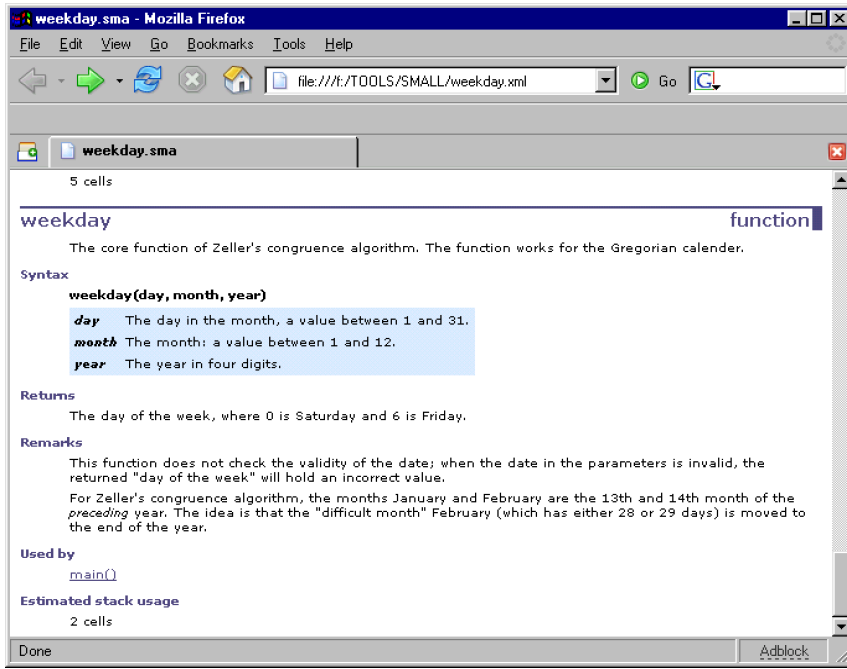 weekday.sma - Mozilla Firefox
File Edit View Go Bookmarks Tools Help
file:///f:/TOOLS/SMALL/weekday.xml Go G
weekday.sma
5 cells
weekday function
The core function of Zeller's congruence algorithm. The function works for the Gregorian calender.
Syntax
weekday(day, month, year)
day The day in the month, a value between 1 and 31.
month The month: a value between 1 and 12.
year The year in four digits.
Returns
The day of the week, where 0 is Saturday and 6 is Friday.
Remarks
This function does not check the validity of the date; when the date in the parameters is invalid, the
returned "day of the week" will hold an incorrect value.
For Zeller's congruence algorithm, the months January and February are the 13th and 14th month of the
preceding year. The idea is that the "difficult month" February (which has either 28 or 29 days) is moved to
the end of the year.
Used by
main()
Estimated stack usage
2 cells
Done Adblock